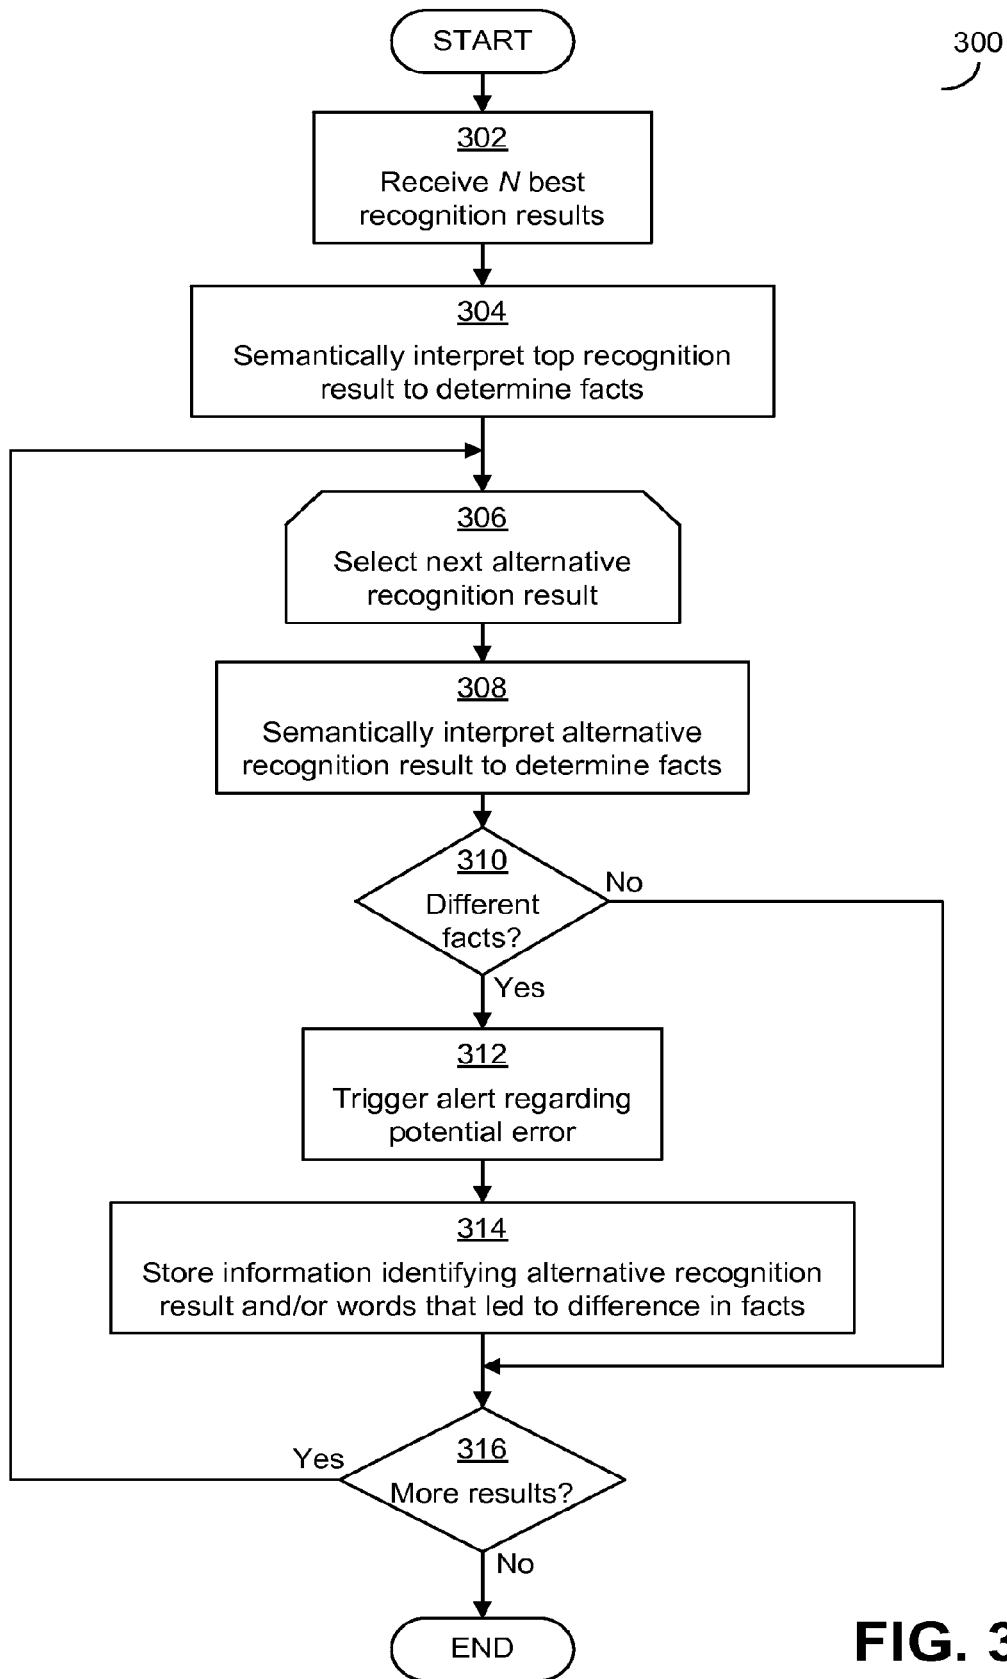 START
300
302
Receive N best
recognition results
304
Semantically interpret top recognition
result to determine facts
306
Select next alternative
recognition result
308
Semantically interpret alternative
recognition result to determine facts
310
Different
facts?
No
Yes
312
Trigger alert regarding
potential error
314
Store information identifying alternative recognition
result and/or words that led to difference in facts
316
More results?
Yes
No
END
FIG. 3